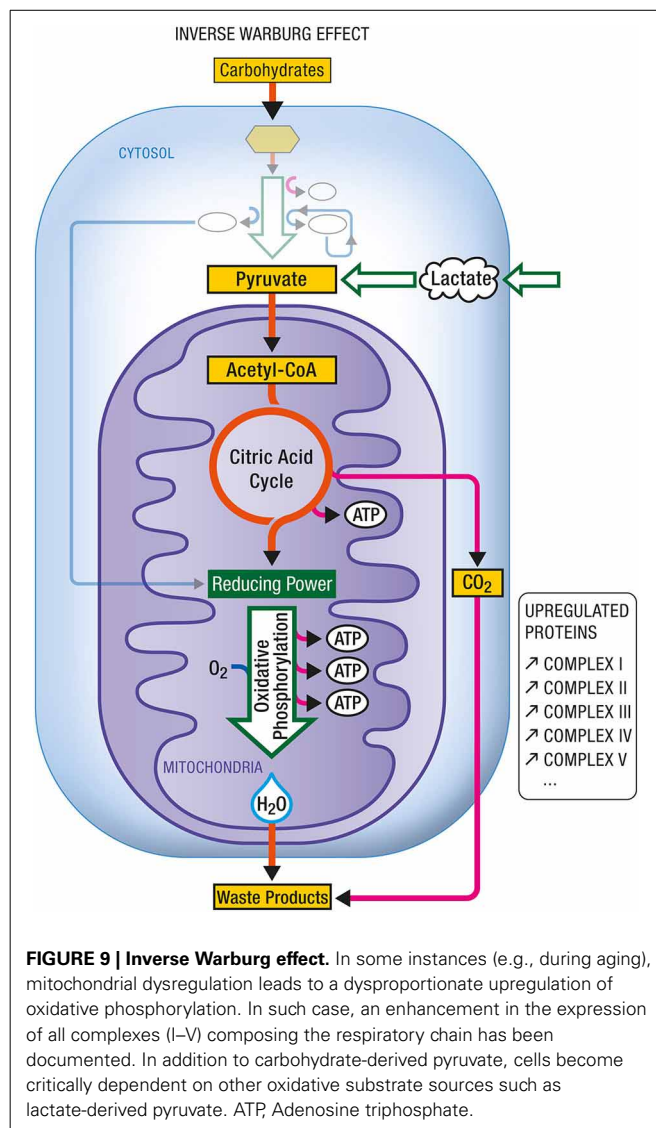 INVERSE WARBURG EFFECT
Carbohydrates
CYTOSOL
Pyruvate
Lactate
Acetyl-CoA
Citric Acid
Cycle
ATP
Reducing Power
CO₂
UPREGULATED
PROTEINS
↗ COMPLEX I
↗ COMPLEX II
↗ COMPLEX III
↗ COMPLEX IV
↗ COMPLEX V
...
O₂
Oxidative
Phosphorylation
ATP
ATP
ATP
MITOCHONDRIA
H₂O
Waste Products
FIGURE 9 | Inverse Warburg effect. In some instances (e.g., during aging),
mitochondrial dysregulation leads to a dysproportionate upregulation of
oxidative phosphorylation. In such case, an enhancement in the expression
of all complexes (I–V) composing the respiratory chain has been
documented. In addition to carbohydrate-derived pyruvate, cells become
critically dependent on other oxidative substrate sources such as
lactate-derived pyruvate. ATP, Adenosine triphosphate.